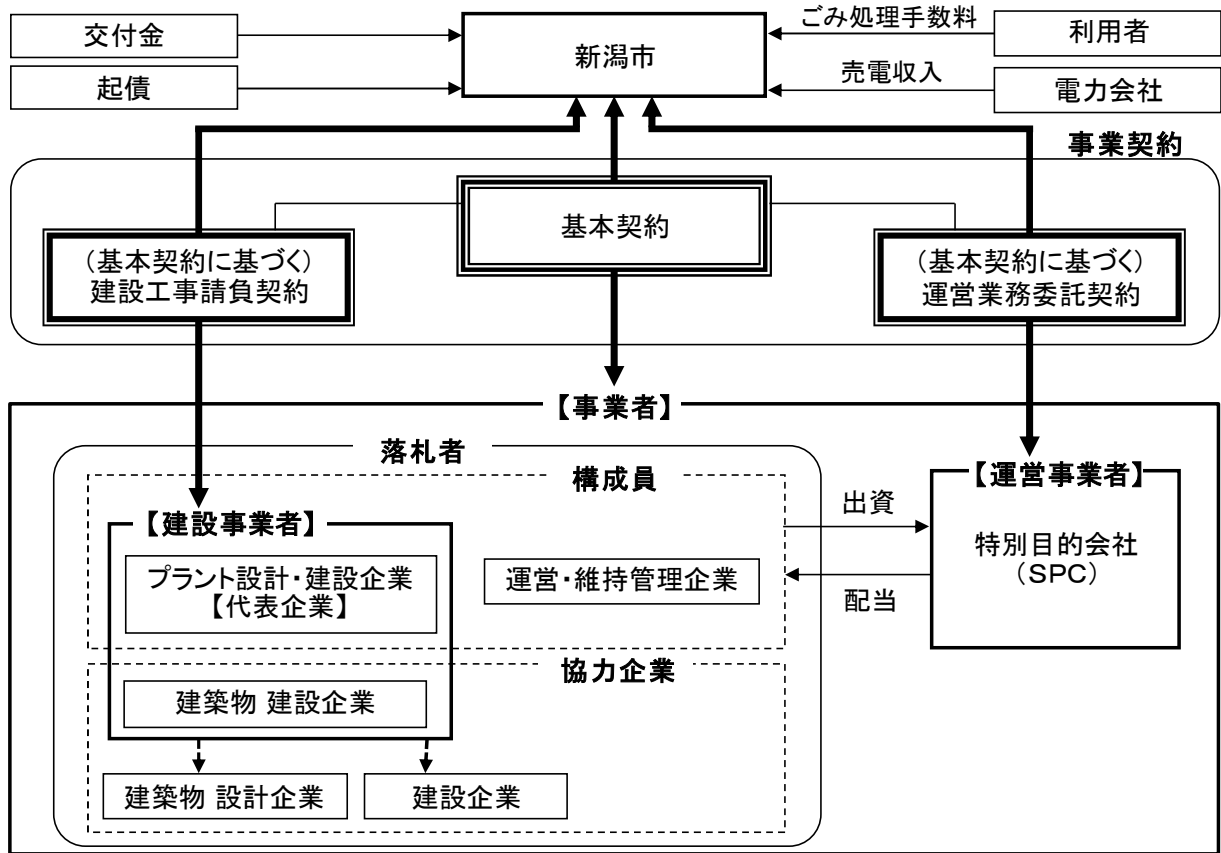 交付金
起債
新潟市
ごみ処理手数料
利用者
売電収入
電力会社
事業契約
基本契約
(基本契約に基づく)
建設工事請負契約
(基本契約に基づく)
運営業務委託契約
【事業者】
落札者
構成員
【建設事業者】
プラント設計・建設企業
【代表企業】
運営・維持管理企業
出資
配当
【運営事業者】
特別目的会社
(SPC)
協力企業
建築物 建設企業
建築物 設計企業
建設企業